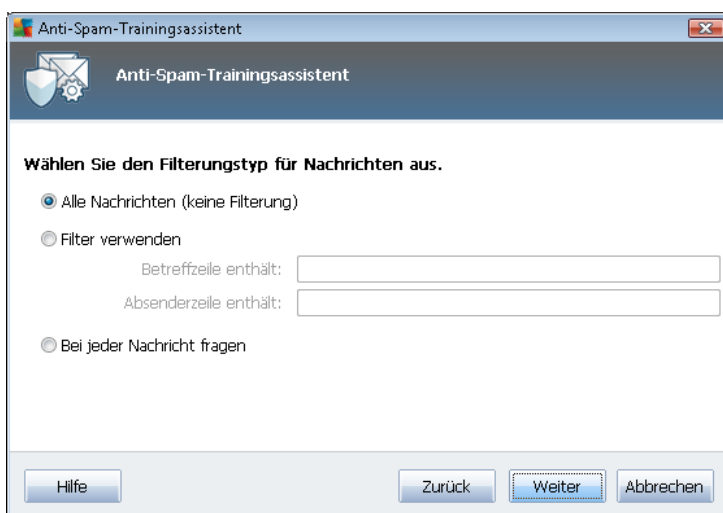 Anti-Spam-Trainingsassistent
Anti-Spam-Trainingsassistent
Wählen Sie den Filterungstyp für Nachrichten aus.
Alle Nachrichten (keine Filterung)
Filter verwenden
Betreffzeile enthält:
Absenderzeile enthält:
Bei jeder Nachricht fragen
Hilfe Zurück Weiter Abbrechen